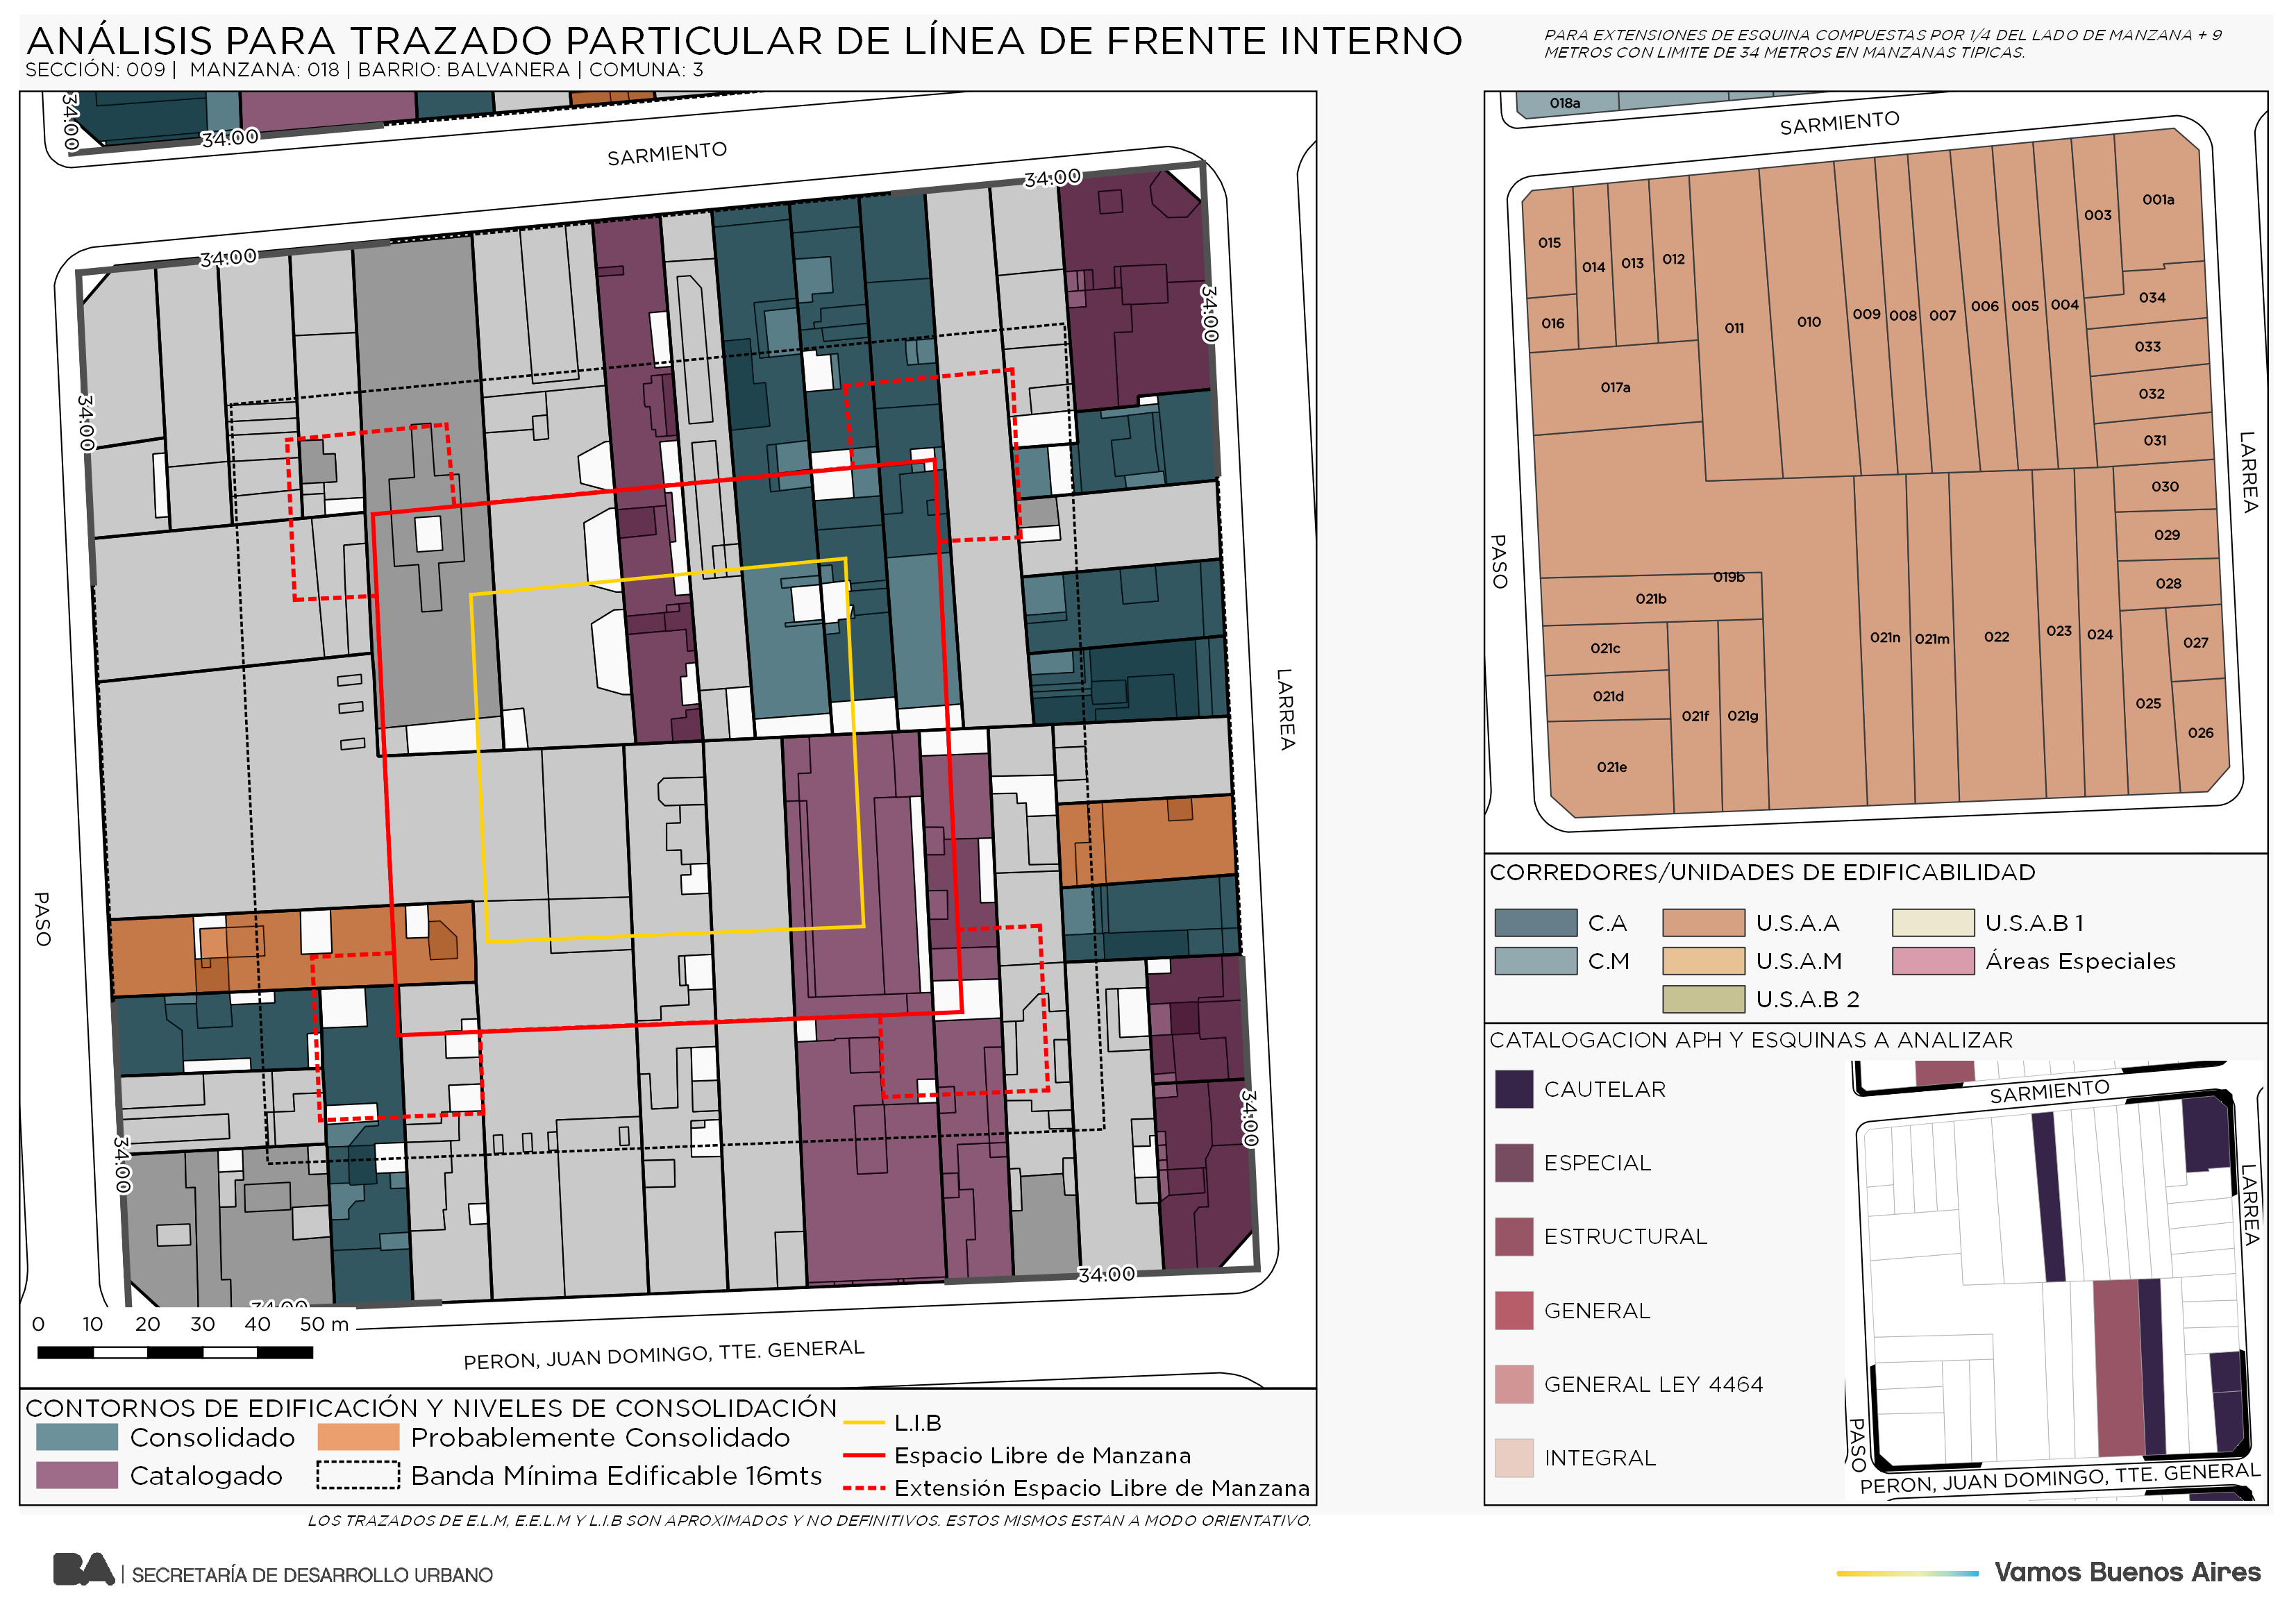 ANÁLISIS PARA TRAZADO PARTICULAR DE LÍNEA DE FRENTE INTERNO
SECCIÓN: 009 | MANZANA: 018 | BARRIO: BALVANERA | COMUNA: 3
PARA EXTENSIONES DE ESQUINA COMPUESTAS POR 1/4 DEL LADO DE MANZANA + 9
METROS CON LIMITE DE 34 METROS EN MANZANAS TIPICAS.
34.00
34.00
SARMIENTO
34.00
34.00
34.00
34.00
LARREA
PASO
34.00
34.00
34.00
34.00
0 10 20 30 40 50 m
PERON, JUAN DOMINGO, TTE. GENERAL
CONTORNOS DE EDIFICACIÓN Y NIVELES DE CONSOLIDACIÓN
Consolidado
Probablemente Consolidado
Catalogado
Banda Mínima Edificable 16mts
L.I.B
Espacio Libre de Manzana
Extensión Espacio Libre de Manzana
018a
SARMIENTO
001a
003
015
014
013
012
034
016
011
010
009
008
007
006
005
004
033
017a
032
031
LARREA
030
029
PASO
019b
028
021b
021c
021n
021m
022
023
024
027
021d
021f
021g
025
026
021e
CORREDORES/UNIDADES DE EDIFICABILIDAD
C.A
U.S.A.A
U.S.A.B 1
C.M
U.S.A.M
Áreas Especiales
U.S.A.B 2
CATALOGACION APH Y ESQUINAS A ANALIZAR
CAUTELAR
ESPECIAL
ESTRUCTURAL
GENERAL
GENERAL LEY 4464
INTEGRAL
SARMIENTO
LARREA
PASO
PERON, JUAN DOMINGO, TTE. GENERAL
LOS TRAZADOS DE E.L.M, E.E.L.M Y L.I.B SON APROXIMADOS Y NO DEFINITIVOS. ESTOS MISMOS ESTAN A MODO ORIENTATIVO.
BA | SECRETARÍA DE DESARROLLO URBANO
Vamos Buenos Aires